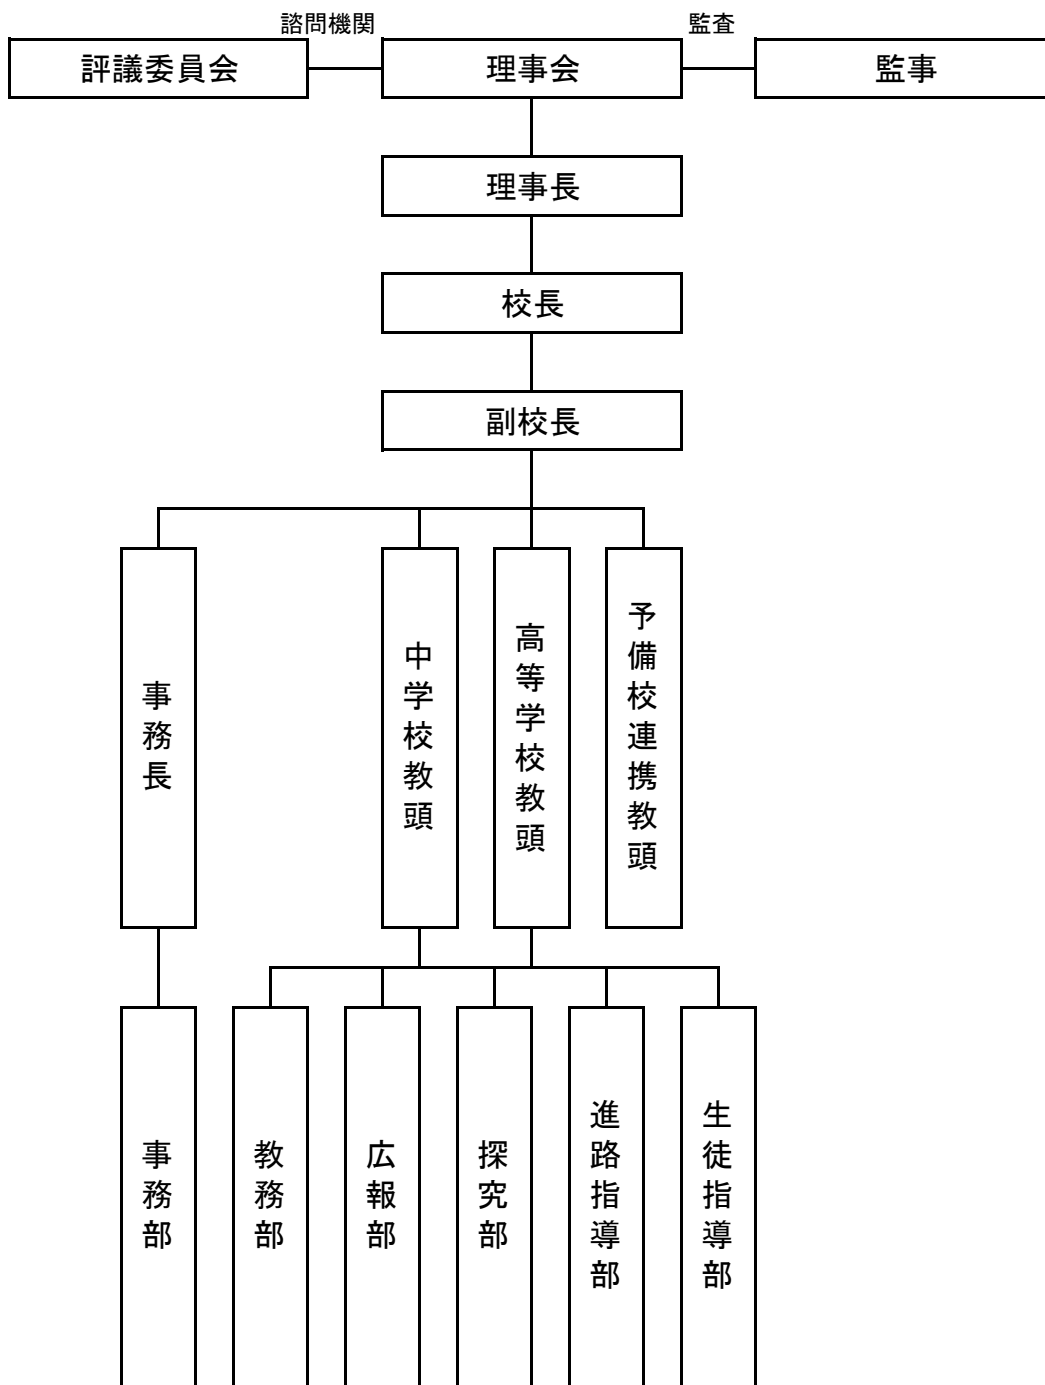 諮問機関
監査
評議委員会
理事会
監事
理事長
校長
副校長
事務長
中学校教頭
高等学校教頭
予備校連携教頭
事務部
教務部
広報部
探究部
進路指導部
生徒指導部